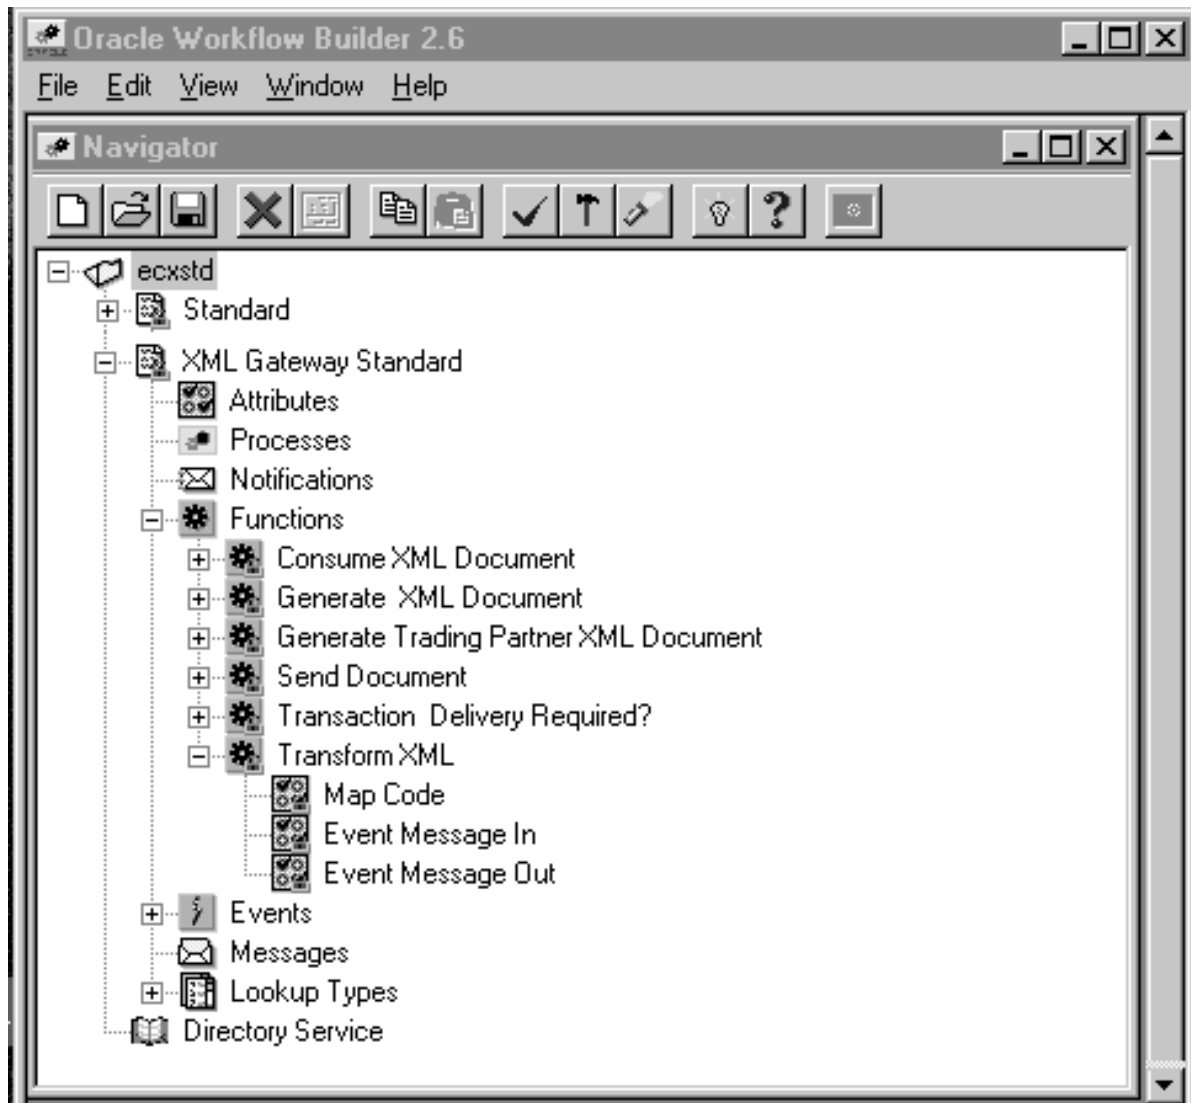 Oracle Workflow Builder 2.6
File Edit View Window Help
Navigator
ecxstd
Standard
XML Gateway Standard
Attributes
Processes
Notifications
Functions
Consume XML Document
Generate XML Document
Generate Trading Partner XML Document
Send Document
Transaction Delivery Required?
Transform XML
Map Code
Event Message In
Event Message Out
Events
Messages
Lookup Types
Directory Service